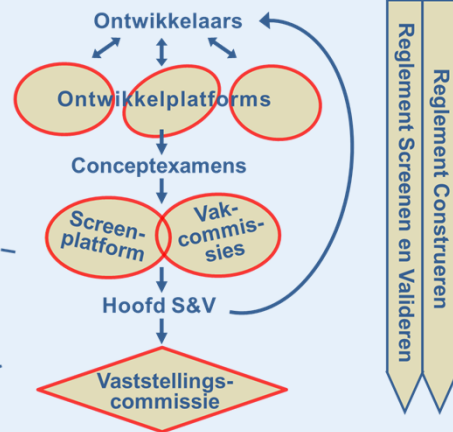 Ontwikkelaars
Ontwikkelplatforms
Conceptexamens
Screen-
platform
Vak-
commis-
sies
Hoofd S&V
Vaststellings-
commissie
Reglement Screenen en Valideren
Reglement Construeren